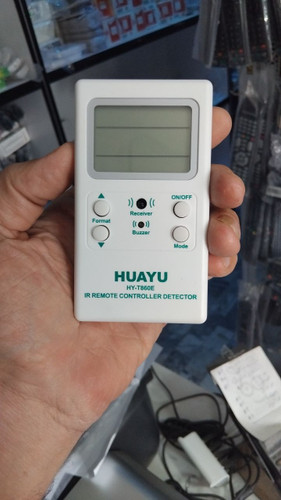 ON/OFF
Format
Receiver
Buzzer
Mode
HUAYU
HY-T860E
IR REMOTE CONTROLLER DETECTOR